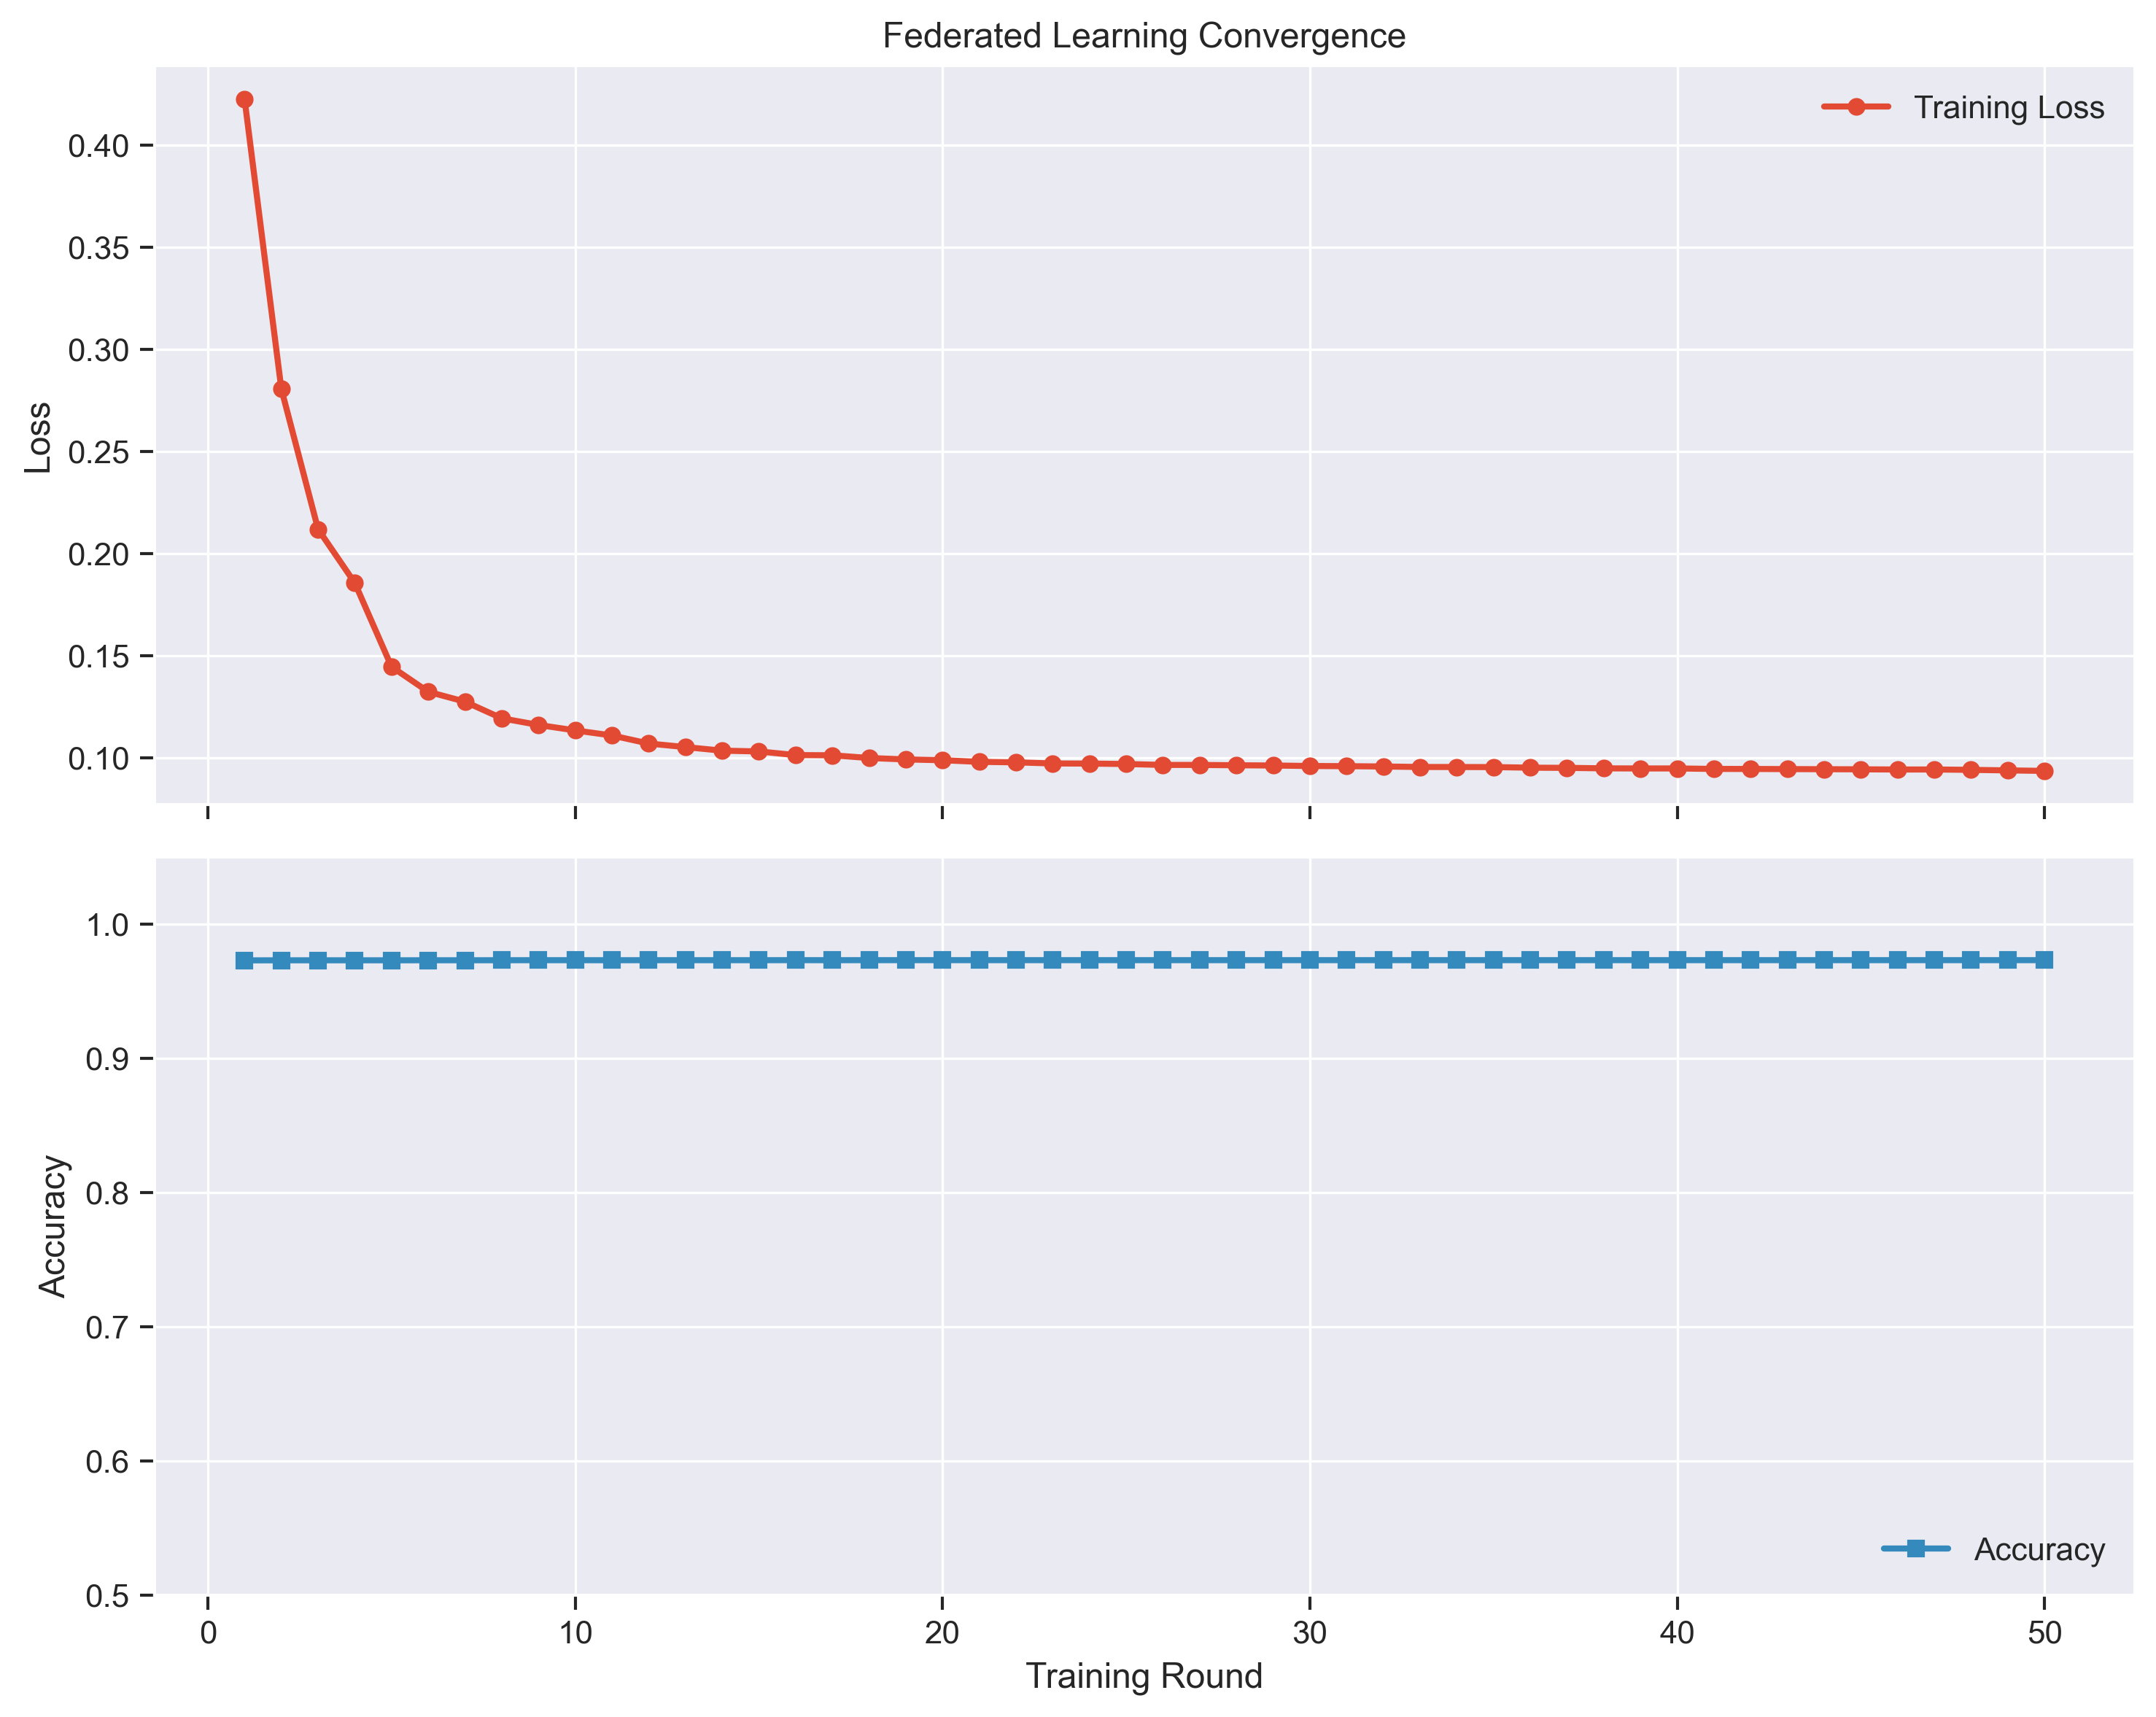 Federated Learning Convergence
Training Loss
0.40
0.35
0.30
0.25
0.20
0.15
0.10
Loss
1.0
0.9
0.8
0.7
0.6
0.5
Accuracy
Accuracy
0 10 20 30 40 50
Training Round